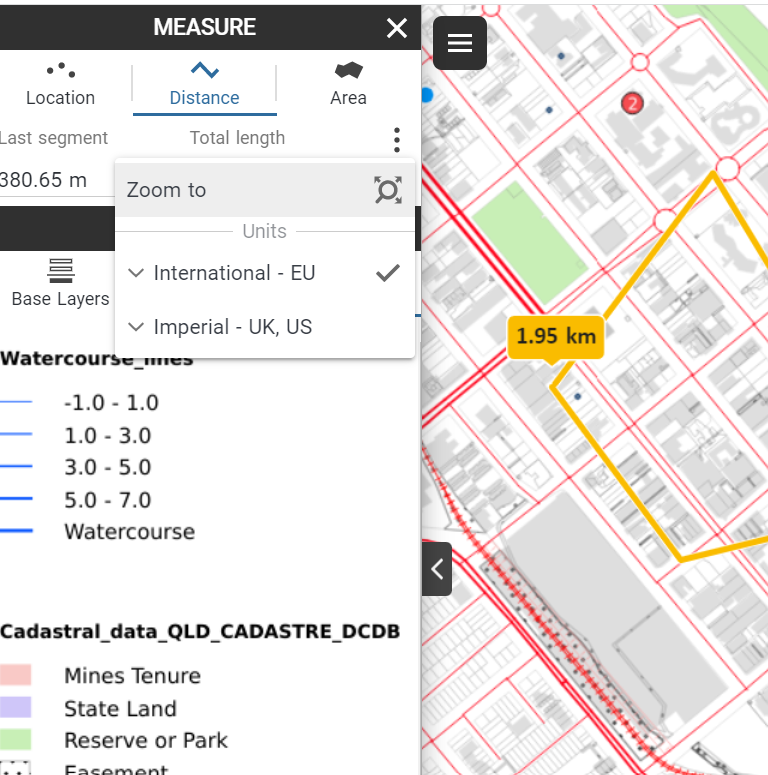 MEASURE
Location
Distance
Area
Last segment
Total length
380.65 m
Zoom to
Units
International - EU
Imperial - UK, US
Base Layers
Watercourse_lines
-1.0 - 1.0
1.0 - 3.0
3.0 - 5.0
5.0 - 7.0
Watercourse
Cadastral_data_QLD_CADASTRE_DCDB
Mines Tenure
State Land
Reserve or Park
Easement
2
1.95 km